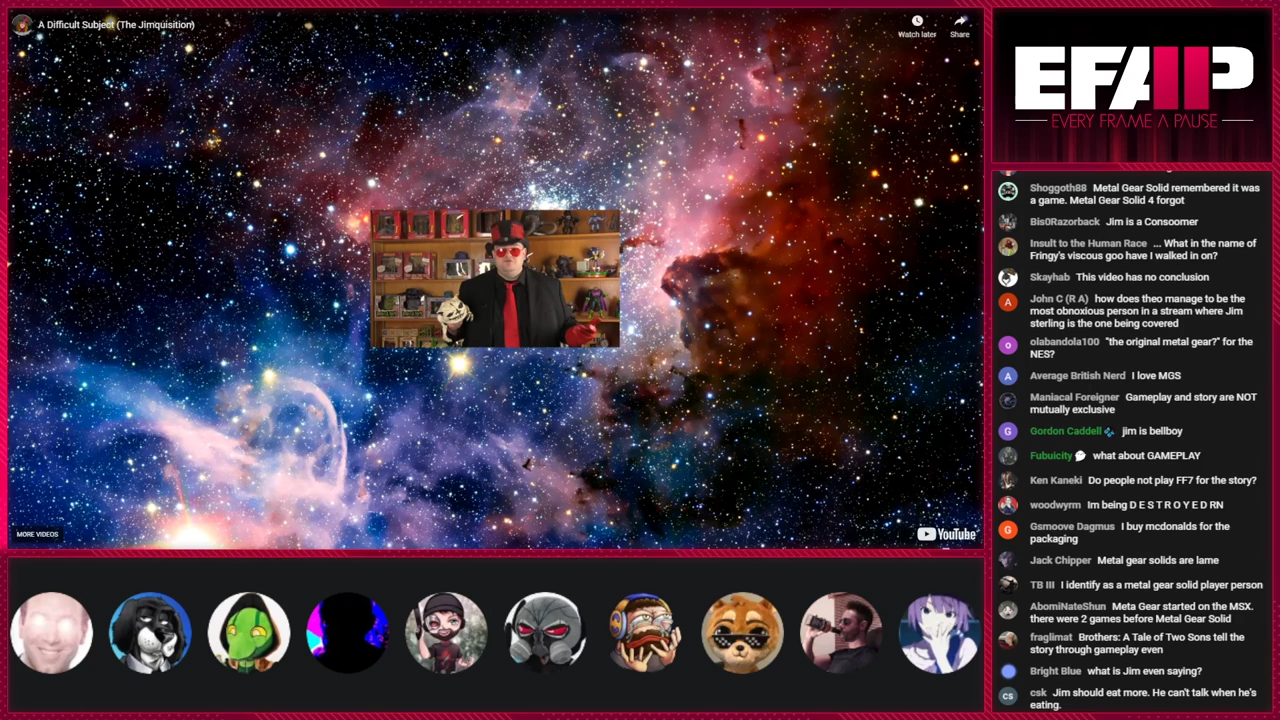 A Difficult Subject (The Jimquisition)
Watch later
Share
MORE VIDEOS
YouTube
EFAP
EVERY FRAME A PAUSE
Shoggoth88 Metal Gear Solid remembered it was
a game. Metal Gear Solid 4 forgot
Bis0Razorback Jim is a Consoomer
Insult to the Human Race ... What in the name of
Fringy's viscous goo have I walked in on?
Skayhab This video has no conclusion
A
John C (R A) how does theo manage to be the
most obnoxious person in a stream where Jim
sterling is the one being covered
o
olabandola100 "the original metal gear?" for the
NES?
A
Average British Nerd I love MGS
Maniacal Foreigner Gameplay and story are NOT
mutually exclusive
G
Gordon Caddell jim is bellboy
Fubuicity what about GAMEPLAY
Ken Kaneki Do people not play FF7 for the story?
woodwyrm Im being D E S T R O Y E D RN
G
Gsmoove Dagmus I buy mcdonalds for the
packaging
Jack Chipper Metal gear solids are lame
TB III I identify as a metal gear solid player person
AbomiNateShun Meta Gear started on the MSX.
there were 2 games before Metal Gear Solid
fraglimat Brothers: A Tale of Two Sons tell the
story through gameplay even
Bright Blue what is Jim even saying?
cs
csk Jim should eat more. He can't talk when he's
eating.